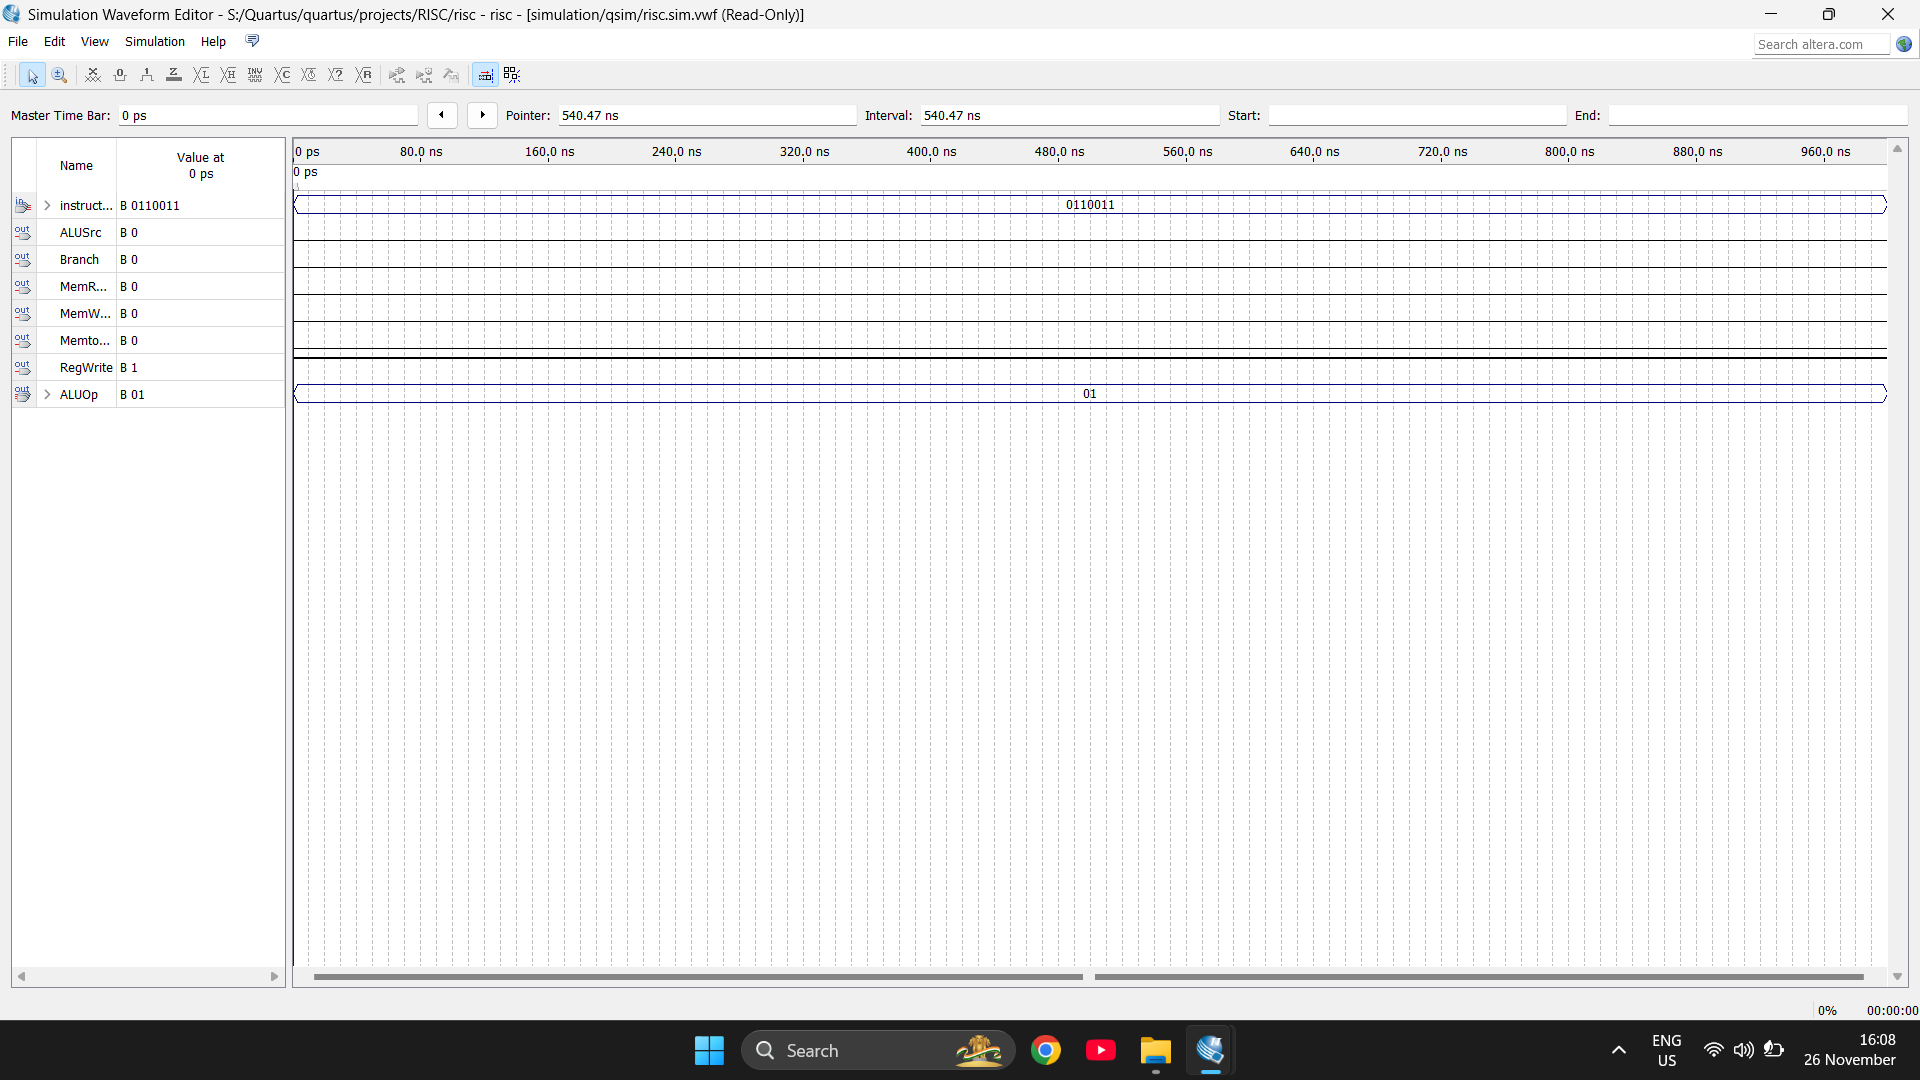 Simulation Waveform Editor - S:/Quartus/quartus/projects/RISC/risc - risc - [simulation/qsim/risc.sim.vwf (Read-Only)]
File Edit View Simulation Help
Search altera.com
Master Time Bar: 0 ps Pointer: 540.47 ns Interval: 540.47 ns Start: End:
Name Value at 0 ps
0 ps 80.0 ns 160.0 ns 240.0 ns 320.0 ns 400.0 ns 480.0 ns 560.0 ns 640.0 ns 720.0 ns 800.0 ns 880.0 ns 960.0 ns
0 ps
in instruct... B 0110011 0110011
out ALUSrc B 0
out Branch B 0
out MemR... B 0
out MemW... B 0
out Memto... B 0
out RegWrite B 1
out ALUOp B 01 01
0% 00:00:00
Search
ENG US
16:08
26 November